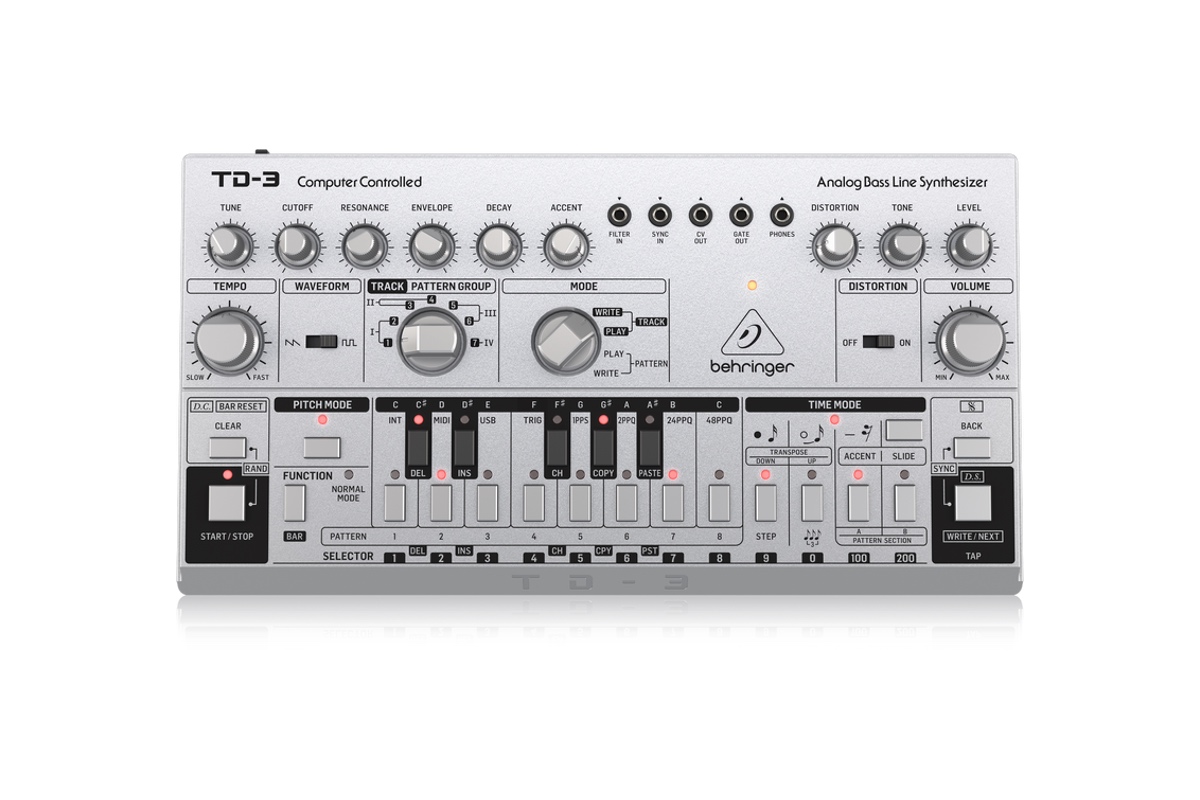 TD-3 Computer Controlled
Analog Bass Line Synthesizer
TUNE CUTOFF RESONANCE ENVELOPE DECAY ACCENT
FILTER IN
SYNC IN
CV OUT
GATE OUT
PHONES
DISTORTION TONE LEVEL
TEMPO WAVEFORM TRACK PATTERN GROUP MODE DISTORTION VOLUME
SLOW FAST
I II III IV
1 2 3 4 5 6 7
WRITE
PLAY
TRACK
PLAY
WRITE
PATTERN
behringer
OFF ON
MIN MAX
D.C. BAR RESET
CLEAR
RAND
START / STOP
PITCH MODE
FUNCTION
NORMAL MODE
BAR
C C♯ D D♯ E F F♯ G G♯ A A♯ B C
INT MIDI USB TRIG 1PPS 2PPQ 24PPQ 48PPQ
DEL INS CH COPY PASTE
PATTERN 1 2 3 4 5 6 7 8
SELECTOR 1 DEL 2 INS 3 4 CH 5 CPY 6 PST 7 8 9 0 100 200
TIME MODE
TRANSPOSE
DOWN UP
ACCENT SLIDE
STEP
3
A B
PATTERN SECTION
BACK
SYNC
D.S.
WRITE / NEXT
TAP
TD-3